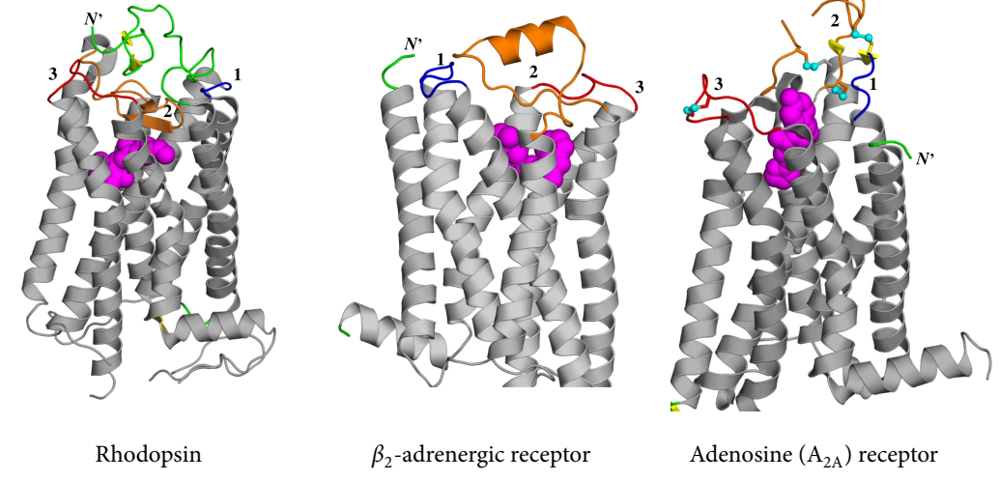 N'
3
1
2
N'
1
2
3
2
3
1
N'
Rhodopsin
β₂-adrenergic receptor
Adenosine (A₂A) receptor